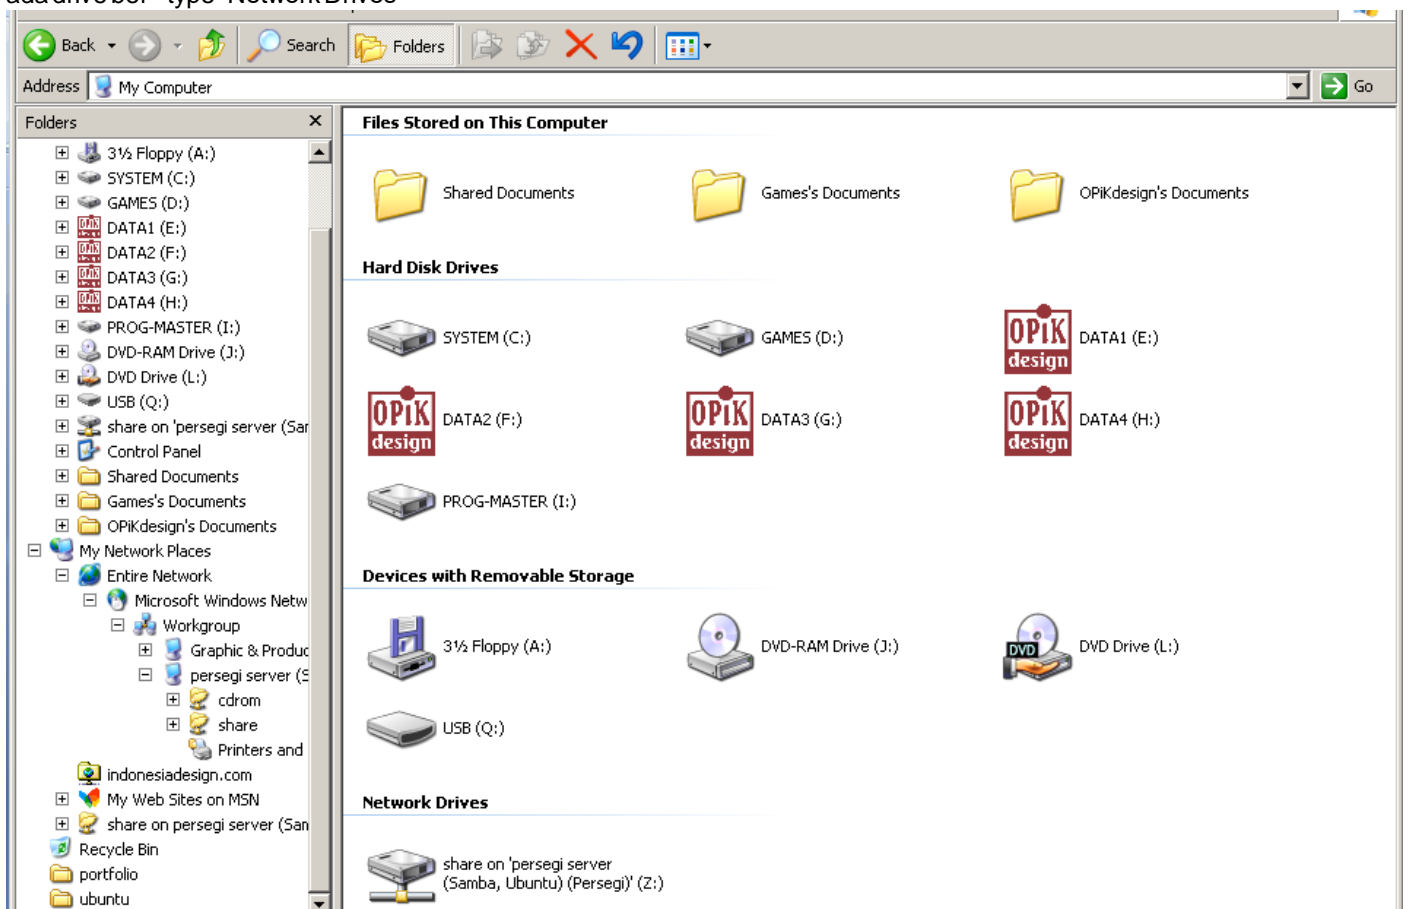 ada drive ber- type Network Drives
Back
Search
Folders
Address
My Computer
Go
Folders
3½ Floppy (A:)
SYSTEM (C:)
GAMES (D:)
DATA1 (E:)
DATA2 (F:)
DATA3 (G:)
DATA4 (H:)
PROG-MASTER (I:)
DVD-RAM Drive (J:)
DVD Drive (L:)
USB (Q:)
share on 'persegi server (Sar
Control Panel
Shared Documents
Games's Documents
OPiKdesign's Documents
My Network Places
Entire Network
Microsoft Windows Netw
Workgroup
Graphic & Produc
persegi server (S
cdrom
share
Printers and
indonesiadesign.com
My Web Sites on MSN
share on persegi server (San
Recycle Bin
portfolio
ubuntu
Files Stored on This Computer
Shared Documents
Games's Documents
OPiKdesign's Documents
Hard Disk Drives
SYSTEM (C:)
GAMES (D:)
OPiK
design
DATA1 (E:)
OPiK
design
DATA2 (F:)
OPiK
design
DATA3 (G:)
OPiK
design
DATA4 (H:)
PROG-MASTER (I:)
Devices with Removable Storage
3½ Floppy (A:)
DVD-RAM Drive (J:)
DVD
DVD Drive (L:)
USB (Q:)
Network Drives
share on 'persegi server
(Samba, Ubuntu) (Persegi)' (Z:)